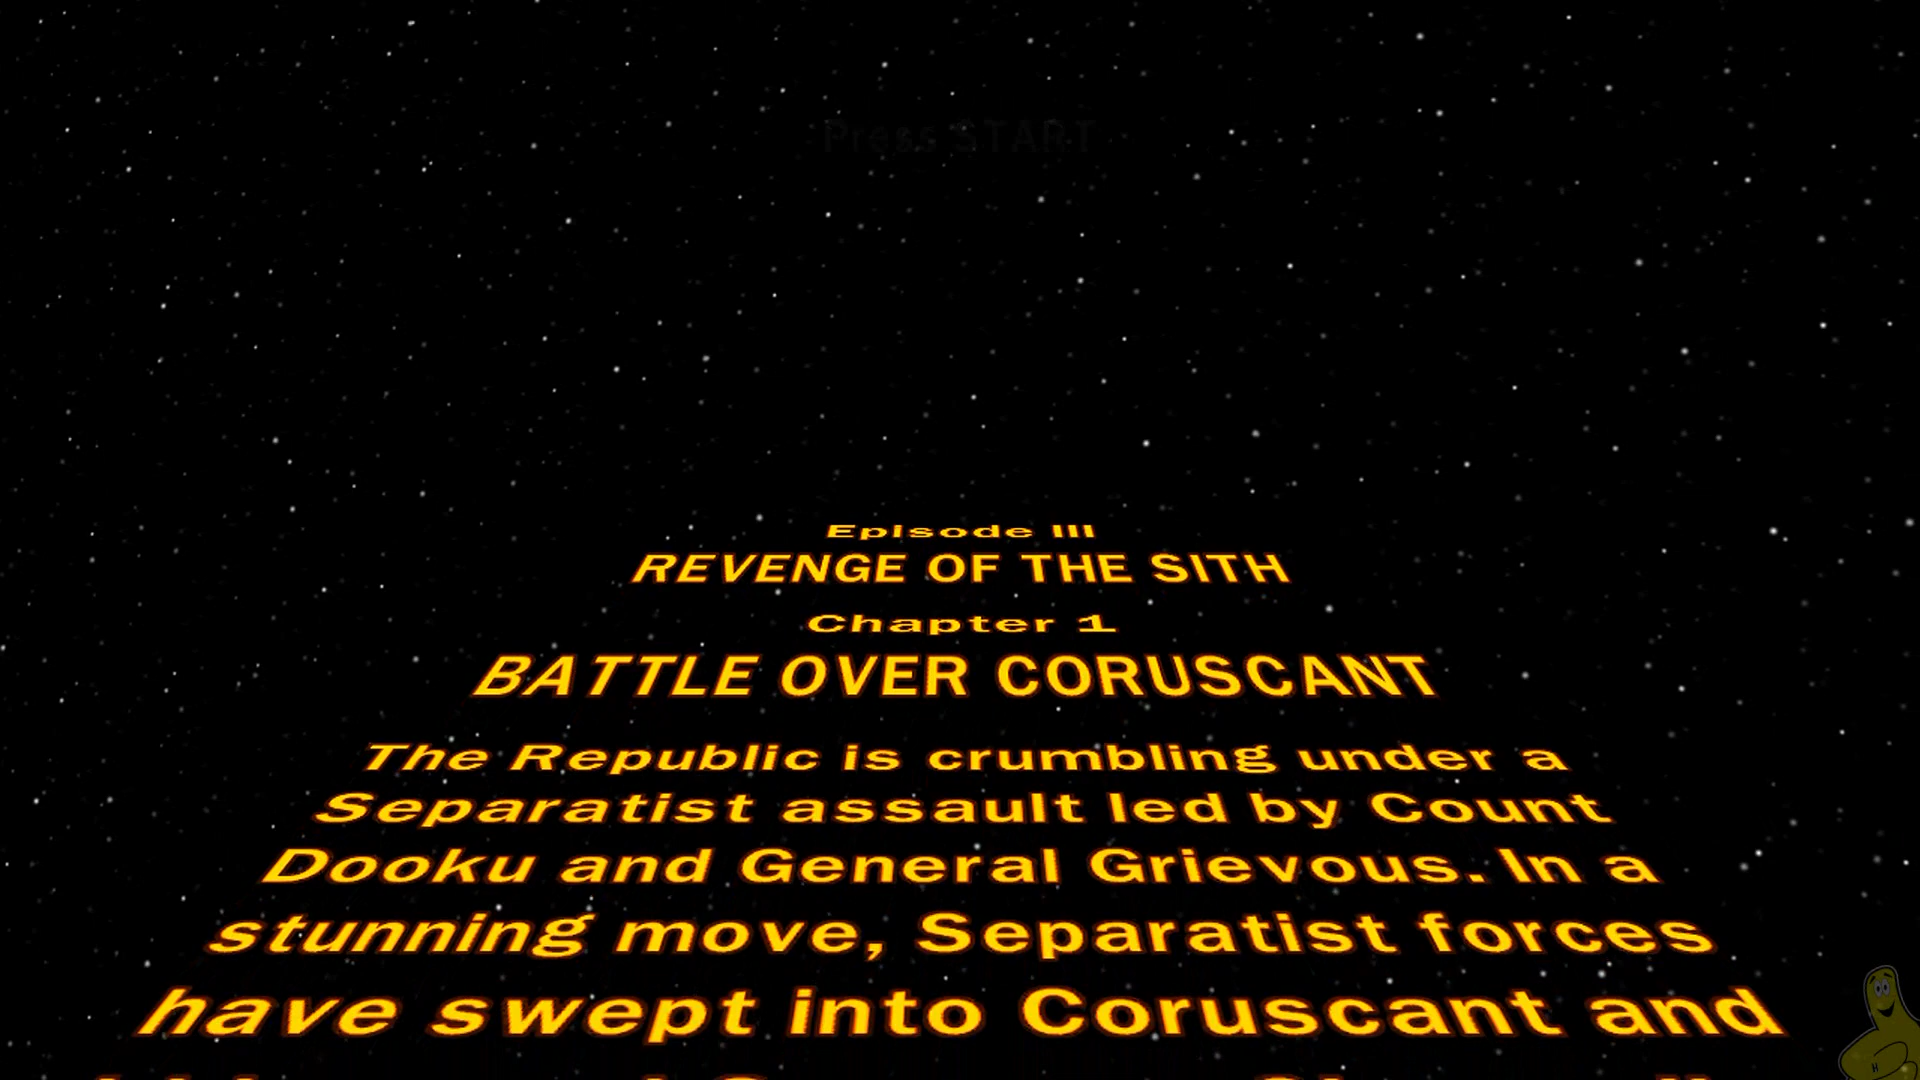 Press START
Episode III
REVENGE OF THE SITH
Chapter 1
BATTLE OVER CORUSCANT
The Republic is crumbling under a
Separatist assault led by Count
Dooku and General Grievous. In a
stunning move, Separatist forces
have swept into Coruscant and
H